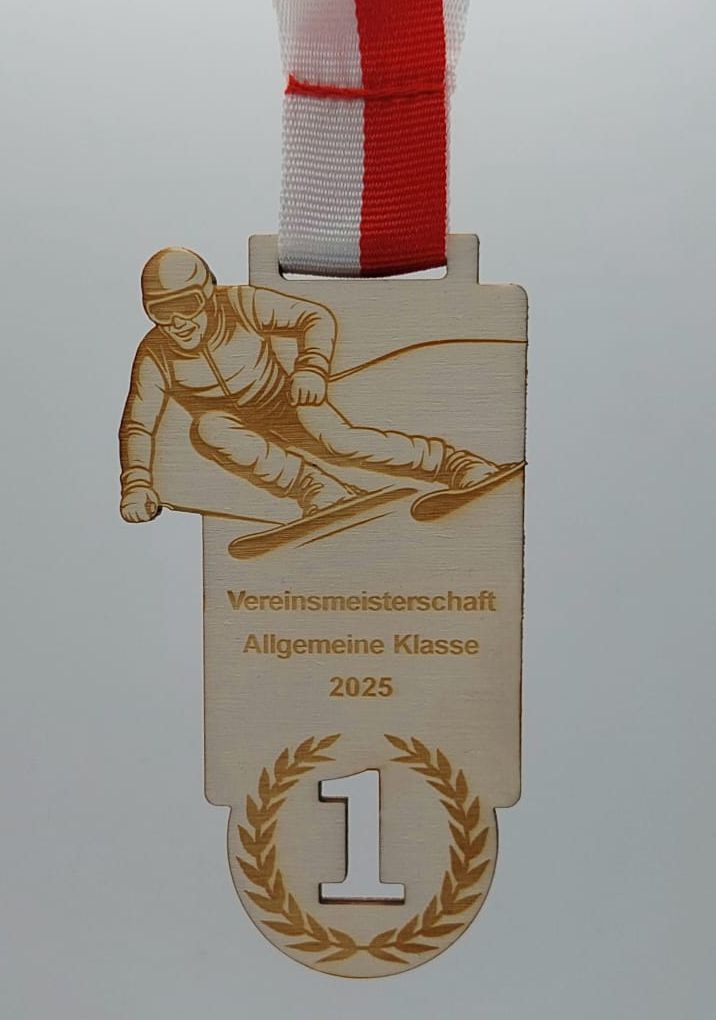 Vereinsmeisterschaft
Allgemeine Klasse
2025
1